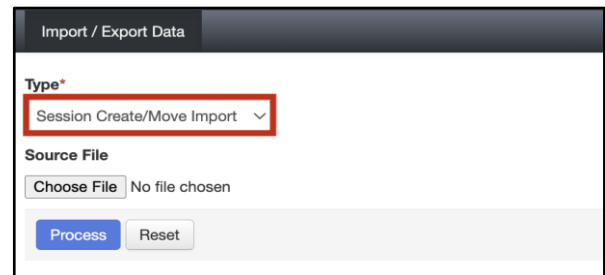 Import / Export Data
Type*
Session Create/Move Import
Source File
Choose File No file chosen
Process Reset